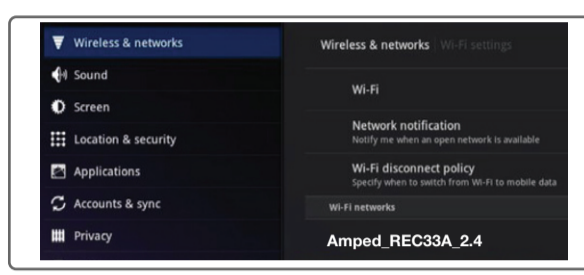 Wireless & networks
Sound
Screen
Location & security
Applications
Accounts & sync
Privacy
Wireless & networks Wi-Fi settings
Wi-Fi
Network notification
Notify me when an open network is available
Wi-Fi disconnect policy
Specify when to switch from Wi-Fi to mobile data
Wi-Fi networks
Amped_REC33A_2.4